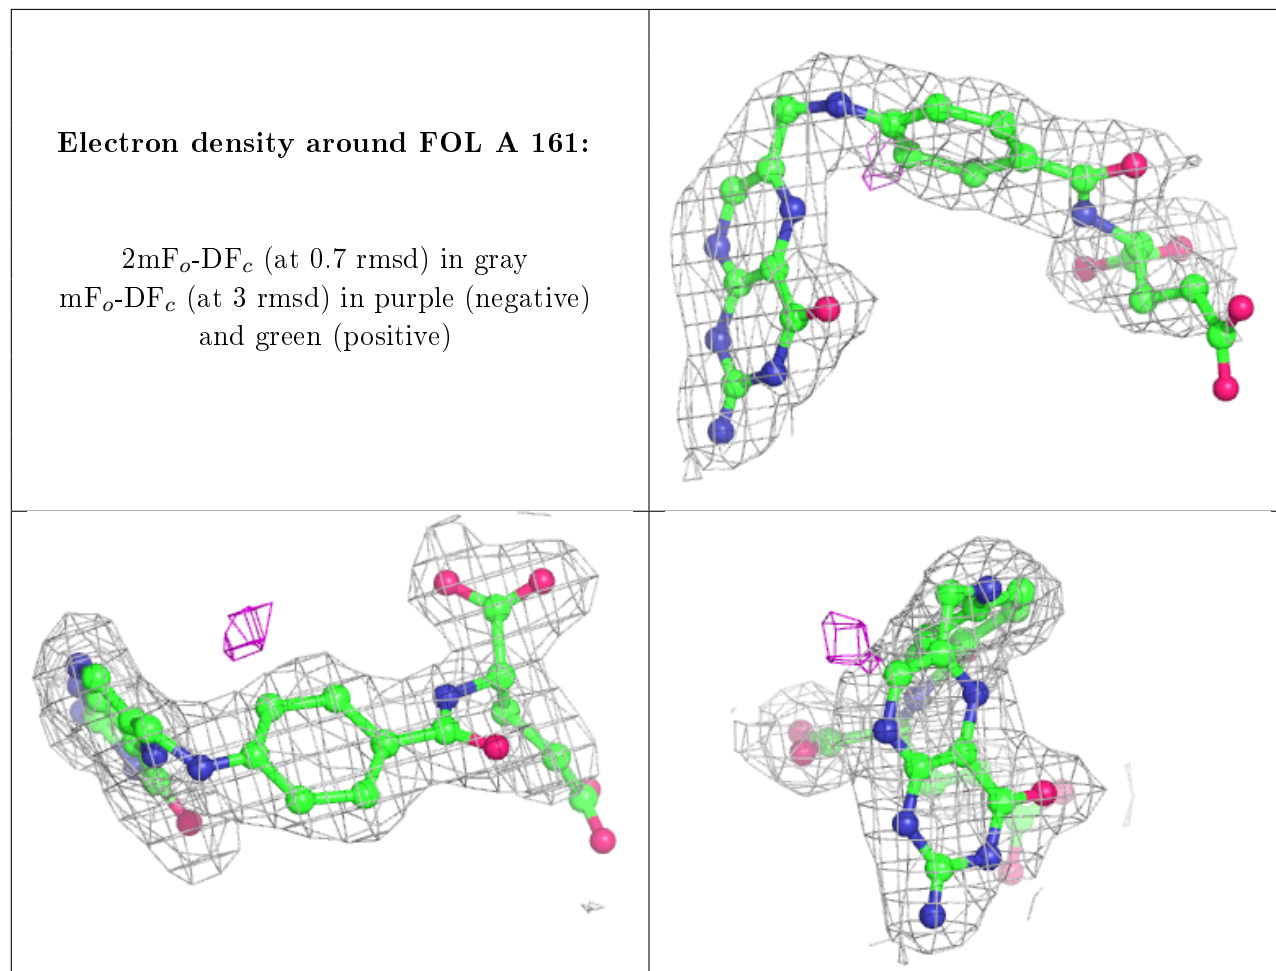 Electron density around FOL A 161:
2mFo-DFc (at 0.7 rmsd) in gray
mFo-DFc (at 3 rmsd) in purple (negative)
and green (positive)